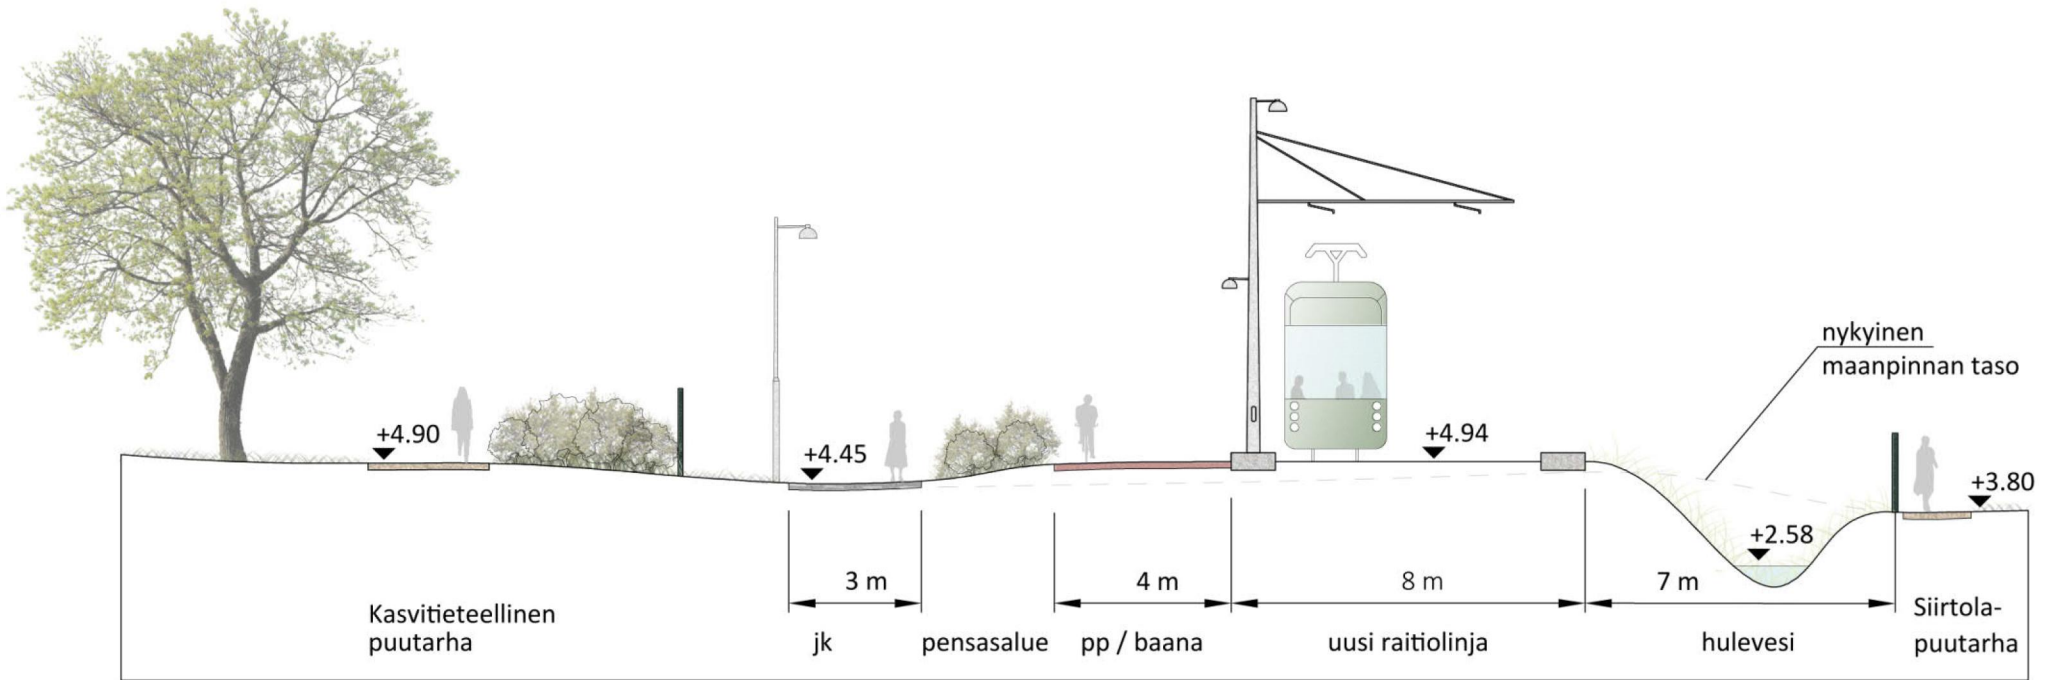 nykyinen
maanpinnan taso
+4.90
+4.45
+4.94
+3.80
+2.58
3 m
4 m
8 m
7 m
Kasvitieteellinen
puutarha
jk
pensasalue
pp / baana
uusi raitiolinja
hulevesi
Siirtola-
puutarha